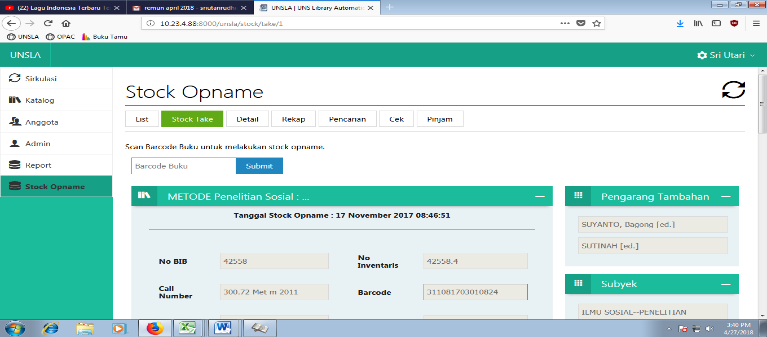 (22) Lagu Indonesia Terbaru
remun april 2018 - snutanrudh
UNSLA | UNS Library Automati
10.23.4.88:8000/unsla/stock/take/1
UNSLA
OPAC
Buku Tamu
UNSLA
Sri Utari
Sirkulasi
Katalog
Anggota
Admin
Report
Stock Opname
Stock Opname
List
Stock Take
Detail
Rekap
Pencarian
Cek
Pinjam
Scan Barcode Buku untuk melakukan stock opname.
Barcode Buku
Submit
METODE Penelitian Sosial : ...
Tanggal Stock Opname : 17 November 2017 08:46:51
No BIB
42558
No Inventaris
42558.4
Call Number
300.72 Met m 2011
Barcode
311081703010824
Pengarang Tambahan
SUYANTO, Bagong [ed.]
SUTINAH [ed.]
Subyek
ILMU SOSIAL--PENELITIAN
3:40 PM
4/27/2018